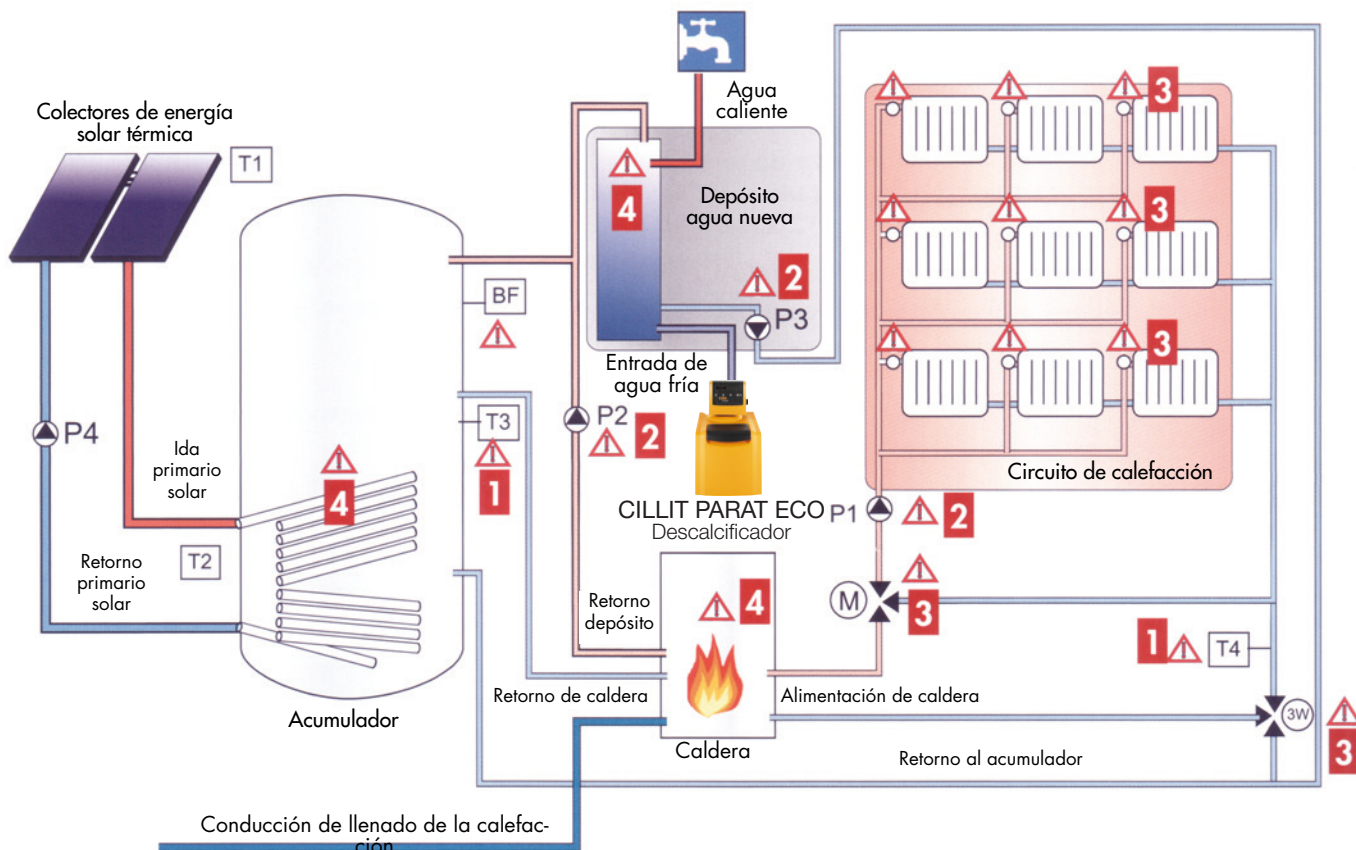 Colectores de energía
solar térmica
T1
Agua
caliente
3
4
Depósito
agua nueva
3
2
P3
BF
Entrada de
agua fría
3
P4
T3
P2
2
Ida
primario
solar
4
1
Circuito de calefacción
CILLIT PARAT ECO
Descalcificador
P1
2
T2
Retorno
primario
solar
Retorno
depósito
4
M
3
1
T4
Retorno de caldera
Alimentación de caldera
Acumulador
3W
Caldera
Retorno al acumulador
3
Conducción de llenado de la calefac-
ción